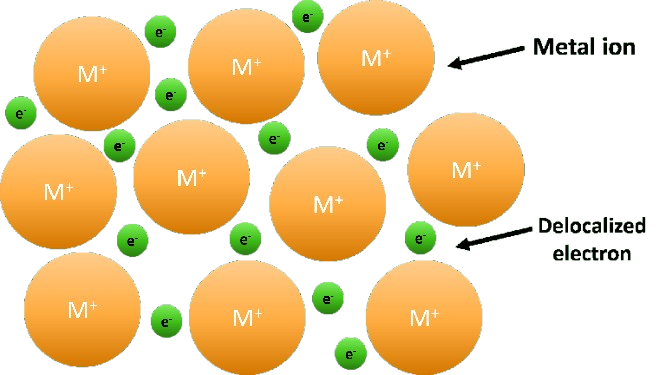 e⁻
M⁺ M⁺ M⁺ Metal ion
e⁻
e⁻
e⁻
e⁻ e⁻ e⁻
M⁺ M⁺ M⁺ M⁺
e⁻ e⁻ e⁻ Delocalized
electron
M⁺ e⁻ M⁺ e⁻ M⁺
e⁻